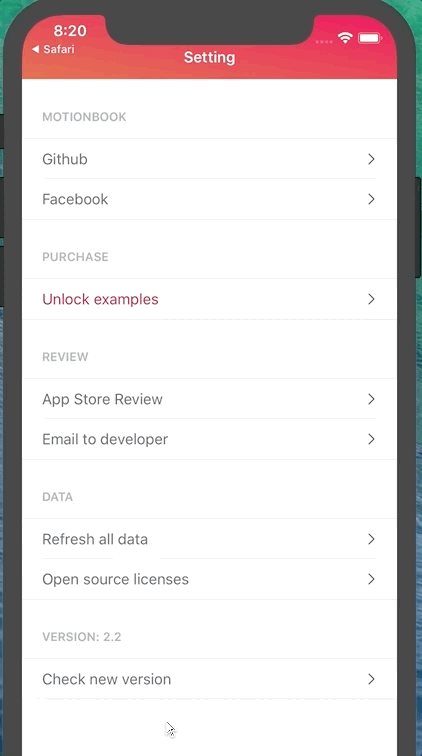 8:20
Safari
Setting
MOTIONBOOK
Github
Facebook
PURCHASE
Unlock examples
REVIEW
App Store Review
Email to developer
DATA
Refresh all data
Open source licenses
VERSION: 2.2
Check new version